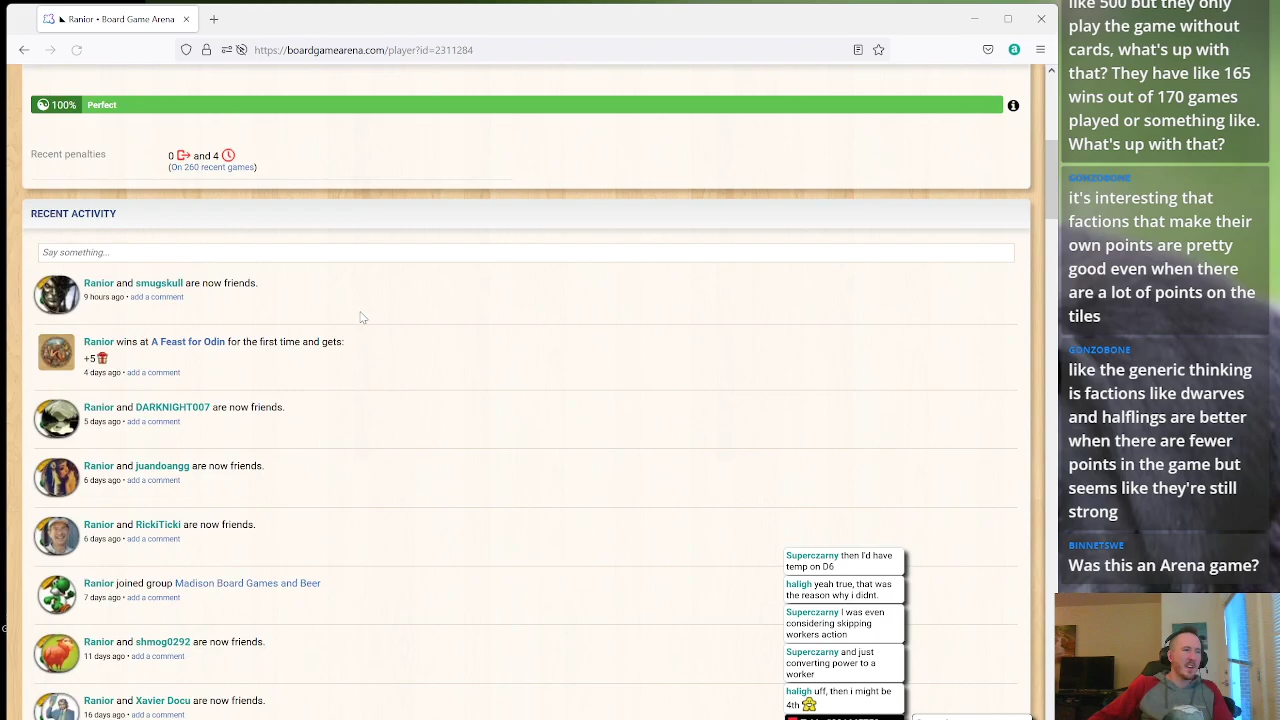 Ranior • Board Game Arena
https://boardgamearena.com/player?id=2311284
100% Perfect
Recent penalties
0 and 4
(On 260 recent games)
RECENT ACTIVITY
Say something...
Ranior and smugskull are now friends.
9 hours ago • add a comment
Ranior wins at A Feast for Odin for the first time and gets:
+5
4 days ago • add a comment
Ranior and DARKNIGHT007 are now friends.
5 days ago • add a comment
Ranior and juandoangg are now friends.
6 days ago • add a comment
Ranior and RickiTicki are now friends.
6 days ago • add a comment
Ranior joined group Madison Board Games and Beer
7 days ago • add a comment
Ranior and shmog0292 are now friends.
11 days ago • add a comment
Ranior and Xavier Docu are now friends.
16 days ago • add a comment
Superczarny then I'd have
temp on D6
haligh yeah true, that was
the reason why i didnt.
Superczarny I was even
considering skipping
workers action
Superczarny and just
converting power to a
worker
haligh uff, then i might be
4th
like 500 but they only
play the game without
cards, what's up with
that? They have like 165
wins out of 170 games
played or something like.
What's up with that?
GONZOBONE
it's interesting that
factions that make their
own points are pretty
good even when there
are a lot of points on the
tiles
GONZOBONE
like the generic thinking
is factions like dwarves
and halflings are better
when there are fewer
points in the game but
seems like they're still
strong
BINNETSWE
Was this an Arena game?